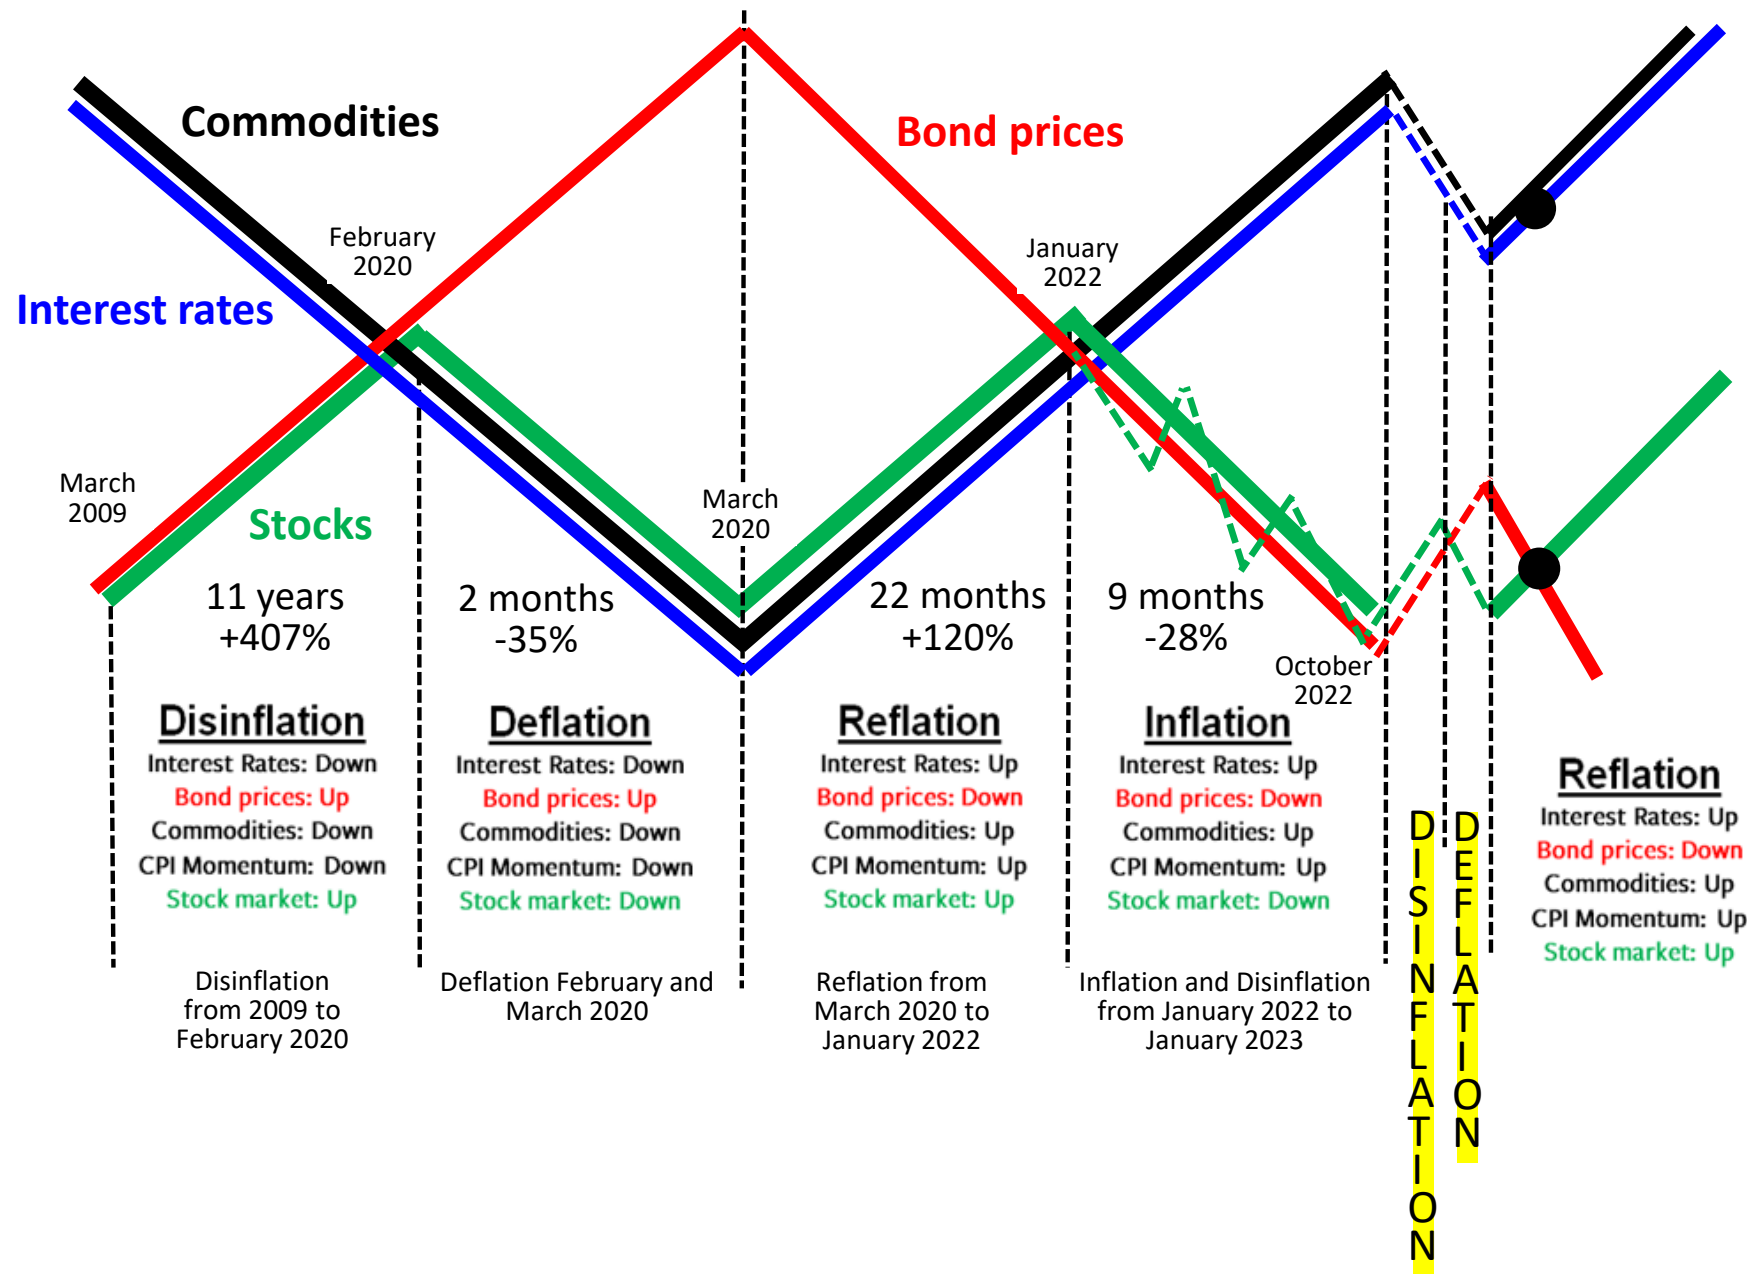 Commodities
Bond prices
February
2020
January
2022
Interest rates
March
2009
Stocks
March
2020
11 years
+407%
2 months
-35%
22 months
+120%
9 months
-28%
October
2022
Disinflation
Interest Rates: Down
Bond prices: Up
Commodities: Down
CPI Momentum: Down
Stock market: Up
Deflation
Interest Rates: Down
Bond prices: Up
Commodities: Down
CPI Momentum: Down
Stock market: Down
Reflation
Interest Rates: Up
Bond prices: Down
Commodities: Up
CPI Momentum: Up
Stock market: Up
Inflation
Interest Rates: Up
Bond prices: Down
Commodities: Up
CPI Momentum: Up
Stock market: Down
DISINFLATION
DEFLATION
Reflation
Interest Rates: Up
Bond prices: Down
Commodities: Up
CPI Momentum: Up
Stock market: Up
Disinflation
from 2009 to
February 2020
Deflation February and
March 2020
Reflation from
March 2020 to
January 2022
Inflation and Disinflation
from January 2022 to
January 2023